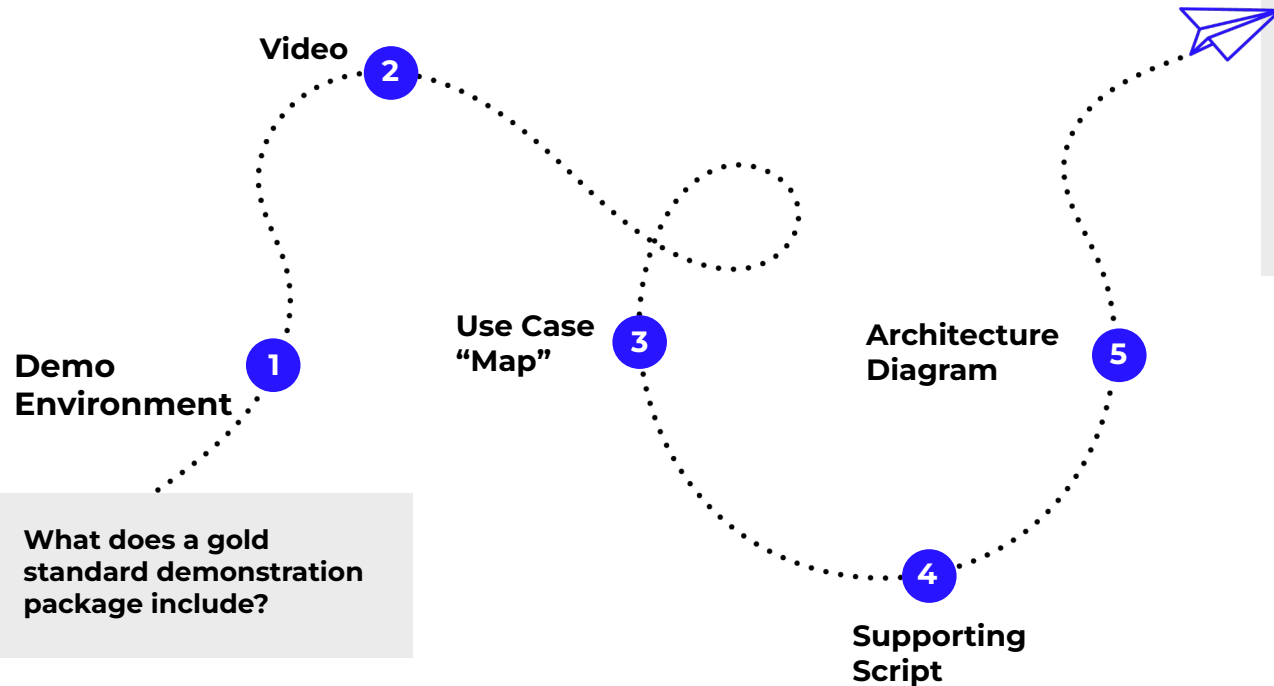 What does a gold
standard demonstration
package include?
1
Demo
Environment
2
Video
3
Use Case
“Map”
4
Supporting
Script
5
Architecture
Diagram